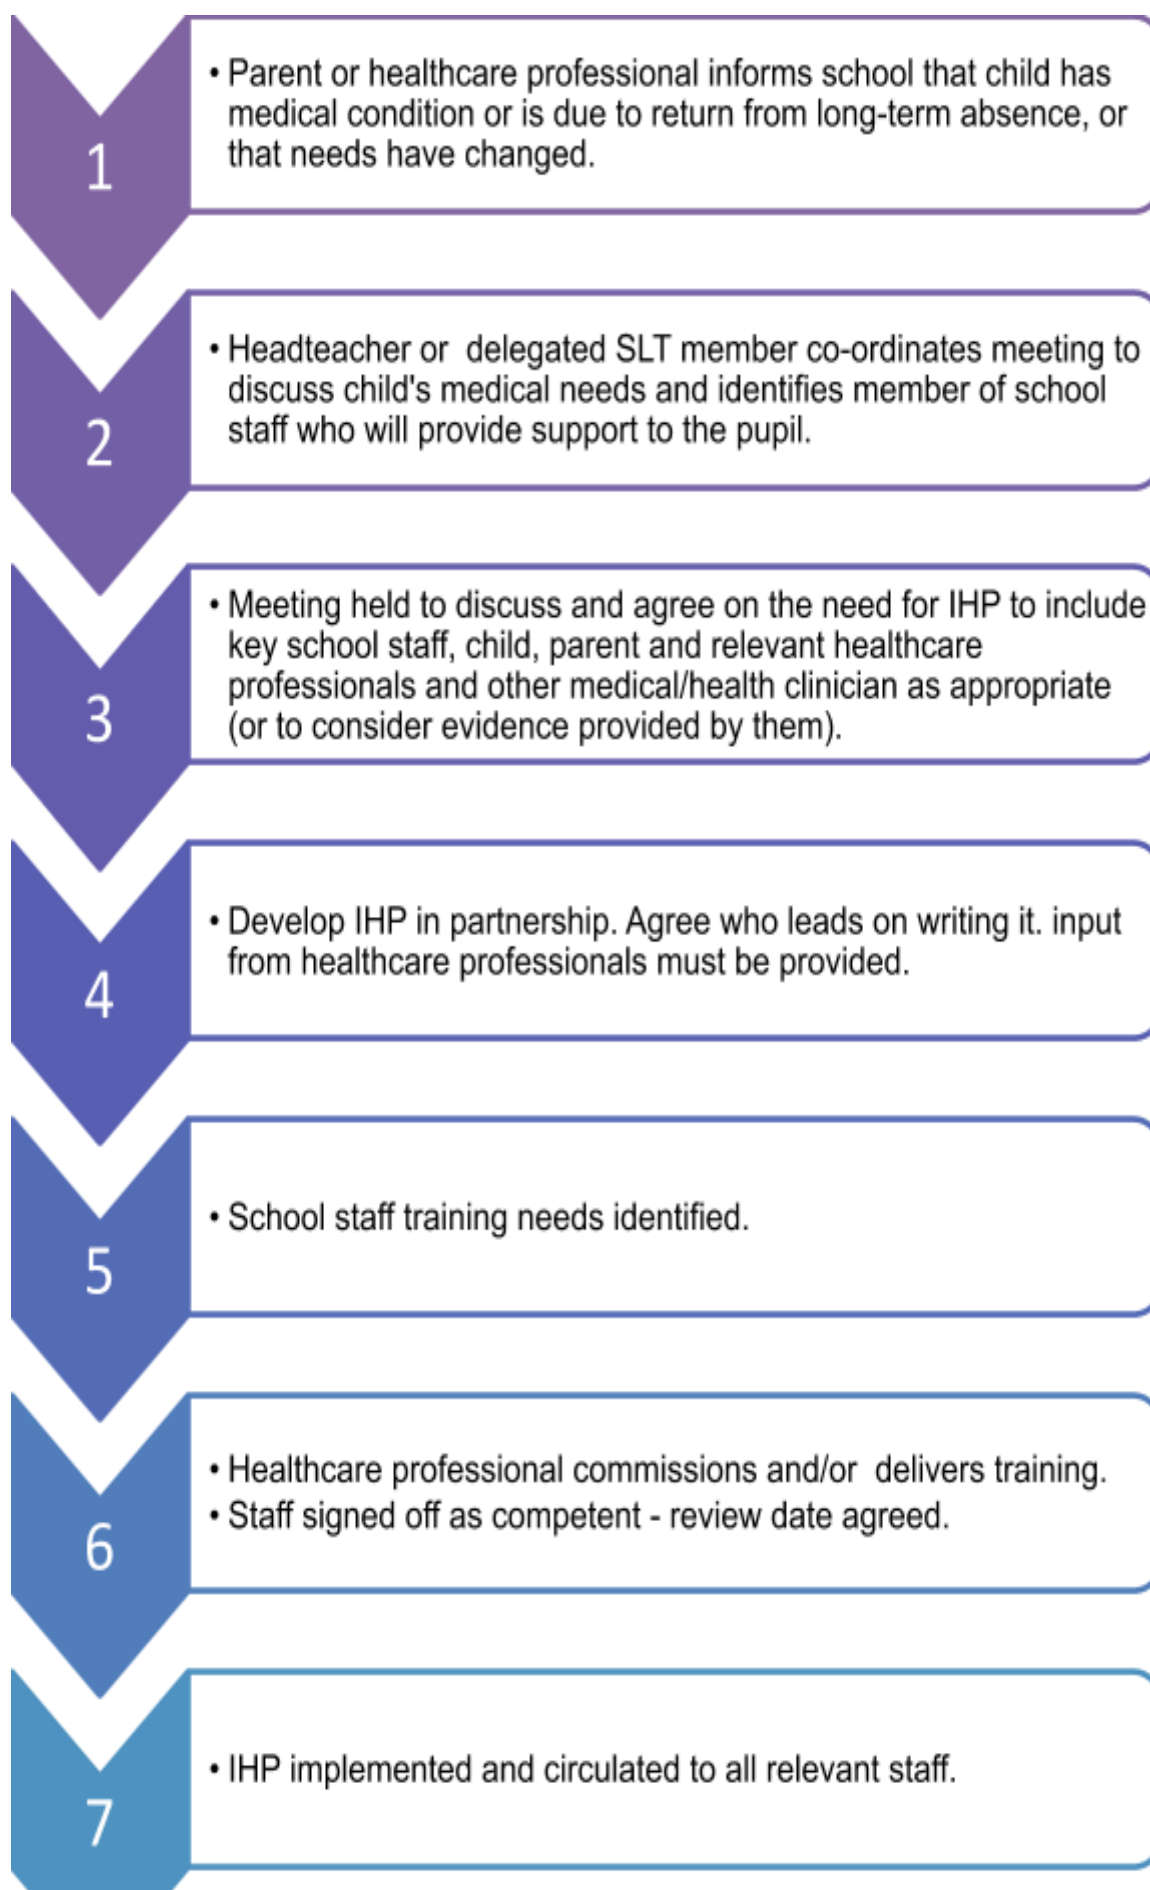 1
• Parent or healthcare professional informs school that child has
medical condition or is due to return from long-term absence, or
that needs have changed.
2
• Headteacher or  delegated SLT member co-ordinates meeting to
discuss child's medical needs and identifies member of school
staff who will provide support to the pupil.
3
• Meeting held to discuss and agree on the need for IHP to include
key school staff, child, parent and relevant healthcare
professionals and other medical/health clinician as appropriate
(or to consider evidence provided by them).
4
• Develop IHP in partnership. Agree who leads on writing it. input
from healthcare professionals must be provided.
5
• School staff training needs identified.
6
• Healthcare professional commissions and/or  delivers training.
• Staff signed off as competent - review date agreed.
7
• IHP implemented and circulated to all relevant staff.